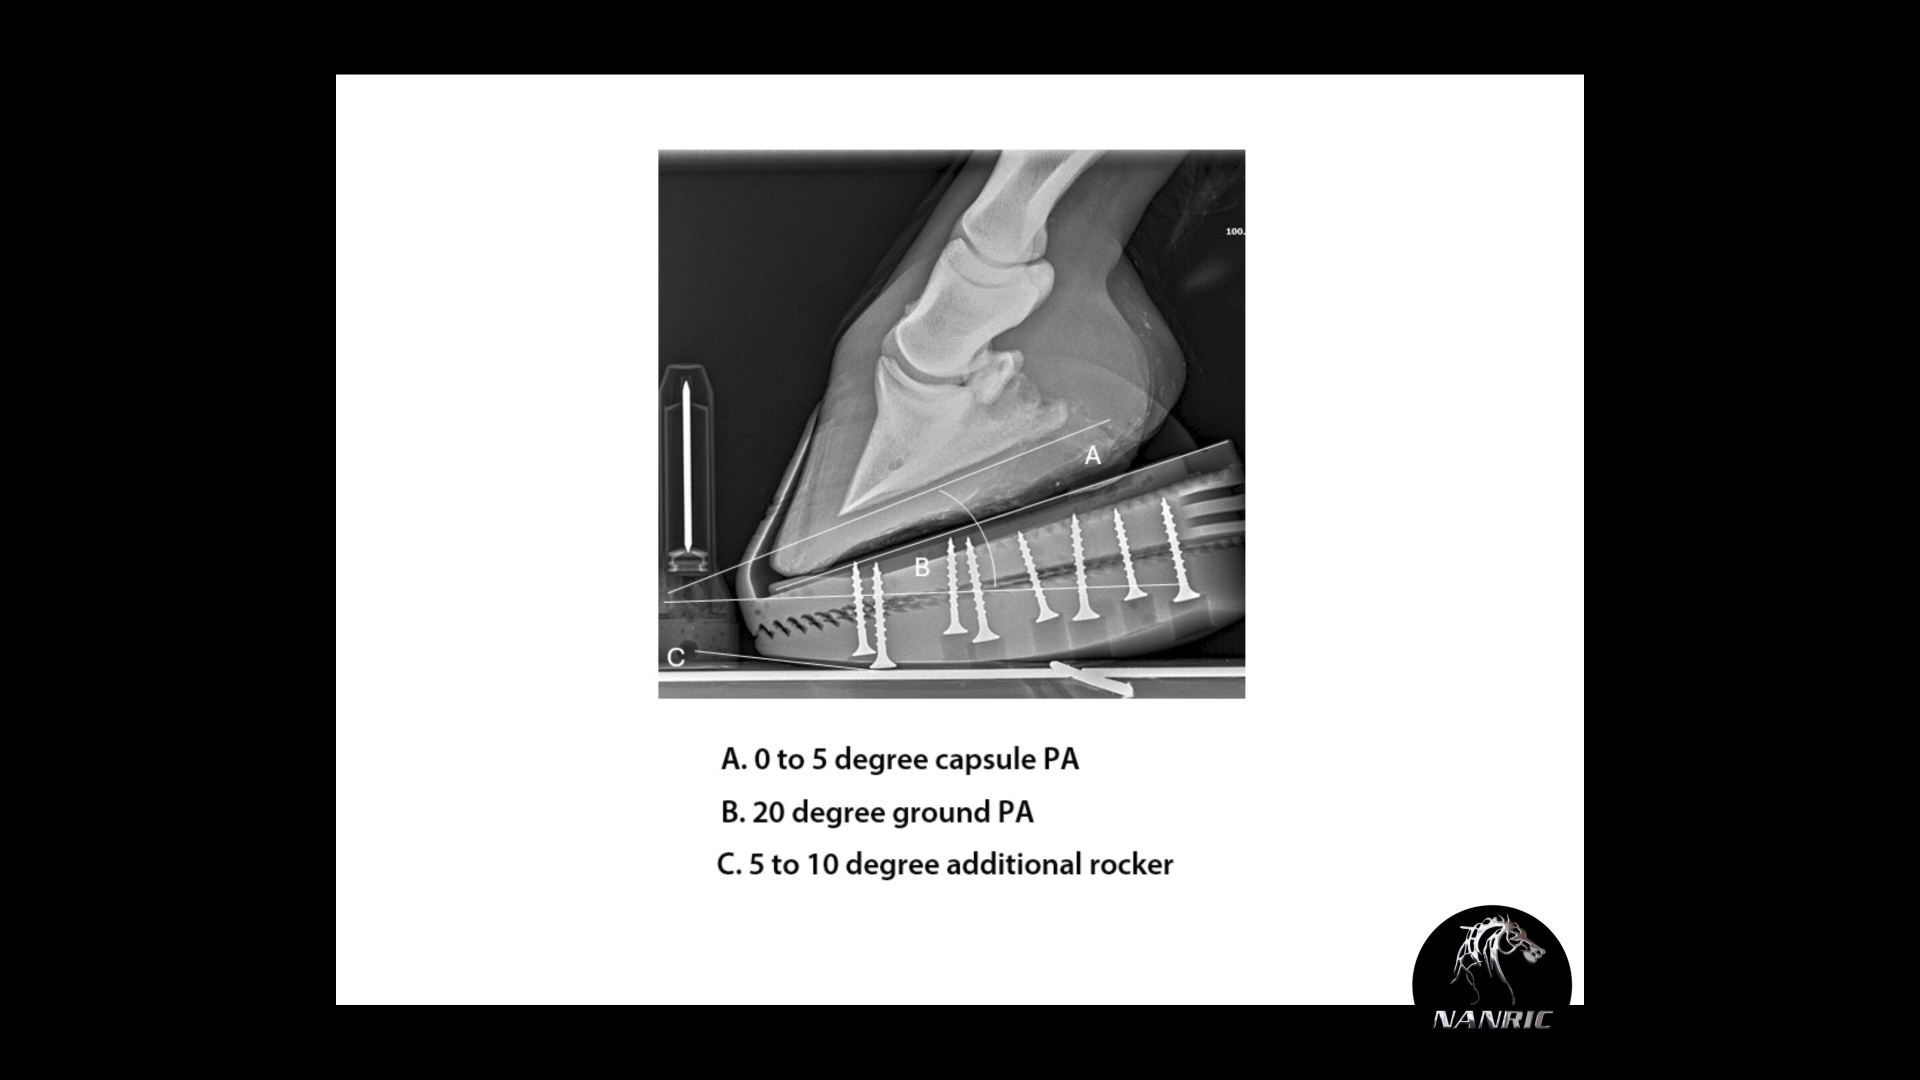 100.
A
B
C
A. 0 to 5 degree capsule PA
B. 20 degree ground PA
C. 5 to 10 degree additional rocker
NANRIC